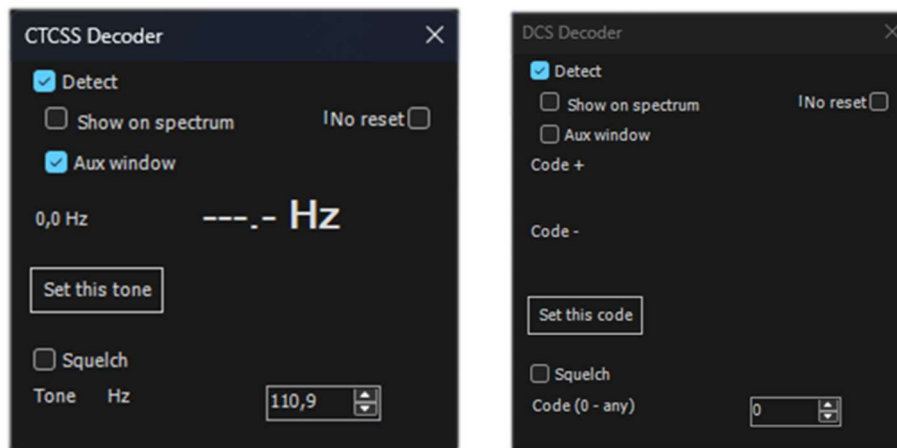 CTCSS Decoder
Detect
Show on spectrum
No reset
Aux window
0,0 Hz
---.- Hz
Set this tone
Squelch
Tone Hz
110,9
DCS Decoder
Detect
Show on spectrum
No reset
Aux window
Code +
Code -
Set this code
Squelch
Code (0 - any)
0